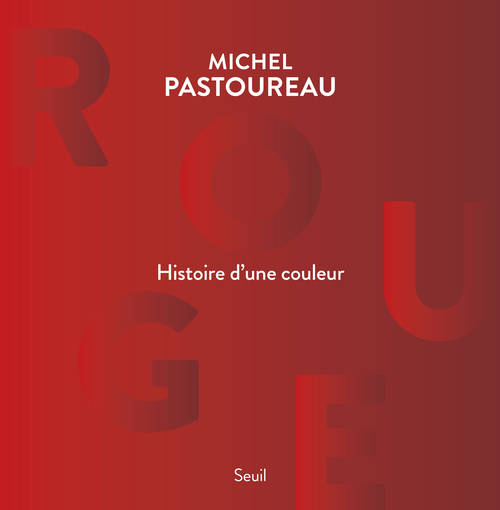 MICHEL
PASTOUREAU
ROUGE
Histoire d'une couleur
Seuil